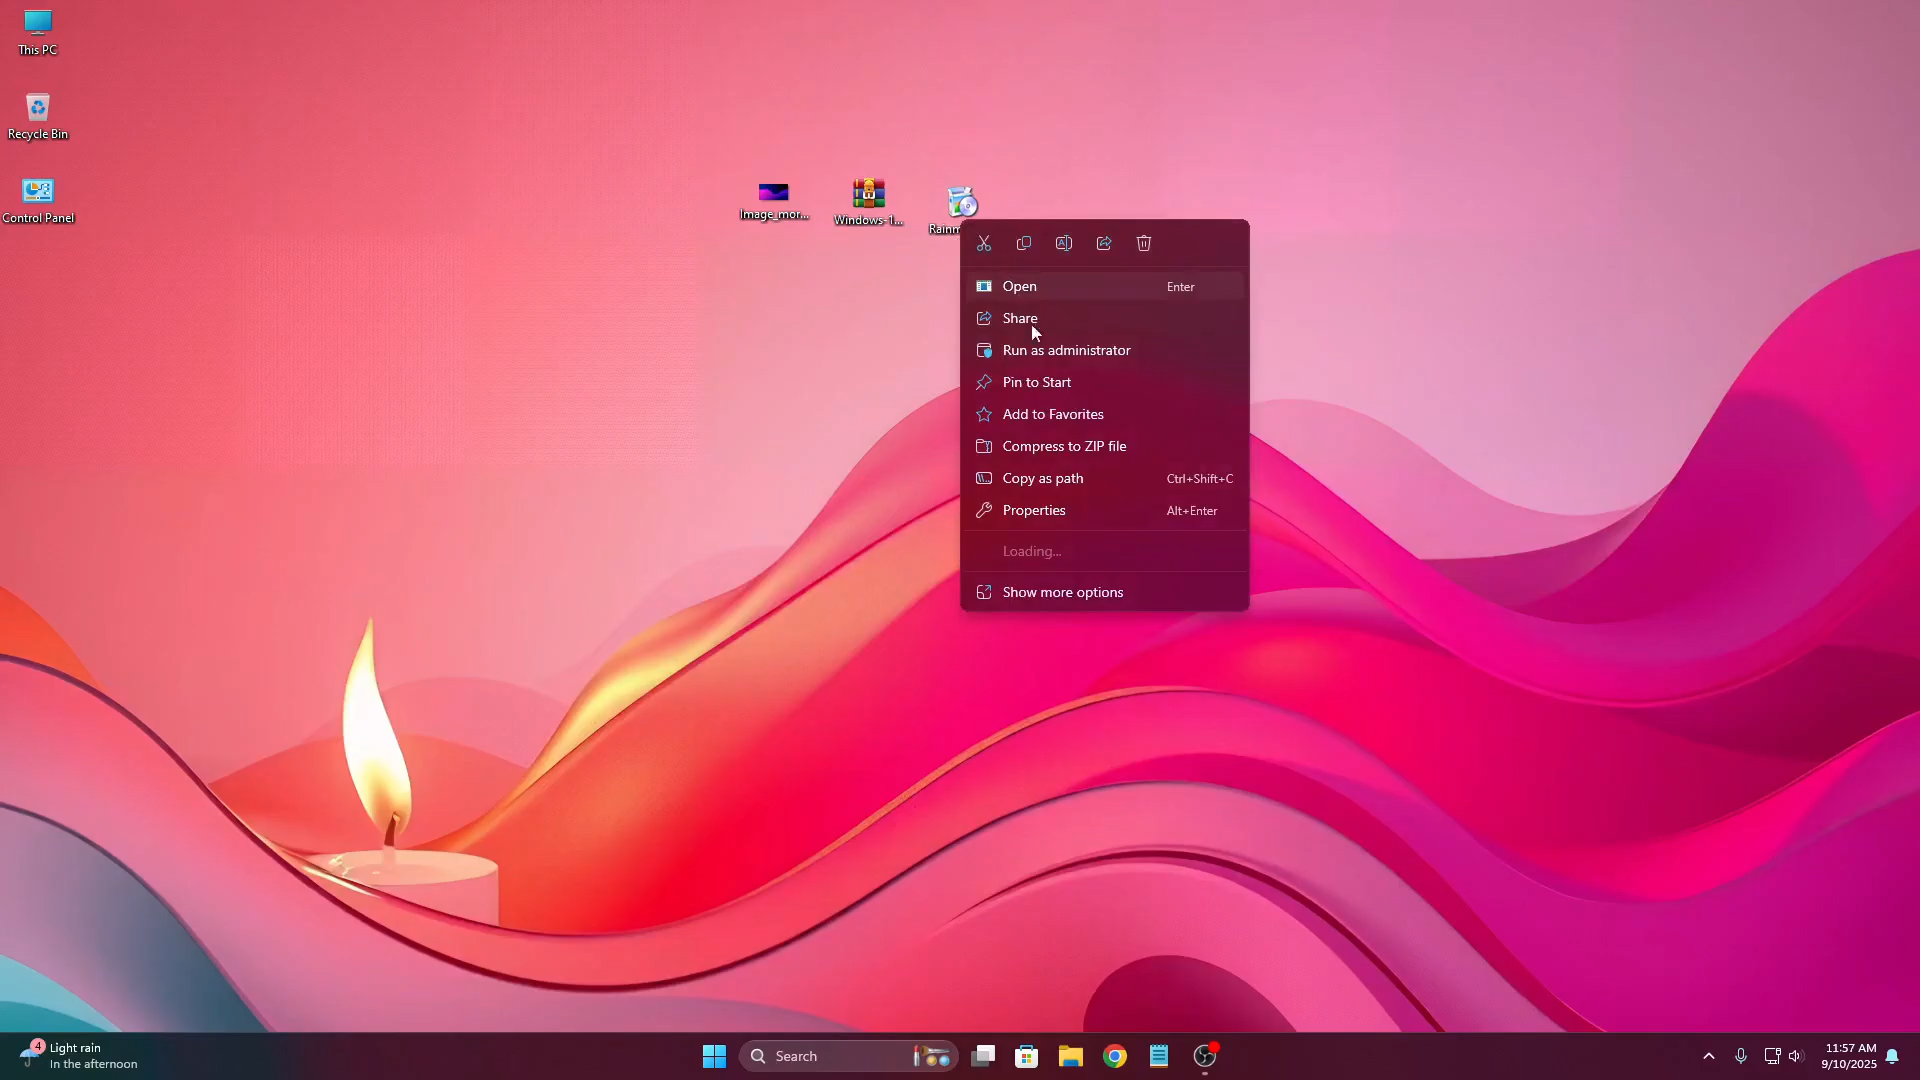 This PC
Recycle Bin
Control Panel
Image_mor...
Windows-1...
Rainm
Open Enter
Share
Run as administrator
Pin to Start
Add to Favorites
Compress to ZIP file
Copy as path Ctrl+Shift+C
Properties Alt+Enter
Loading...
Show more options
4
Light rain
In the afternoon
Search
11:57 AM
9/10/2025